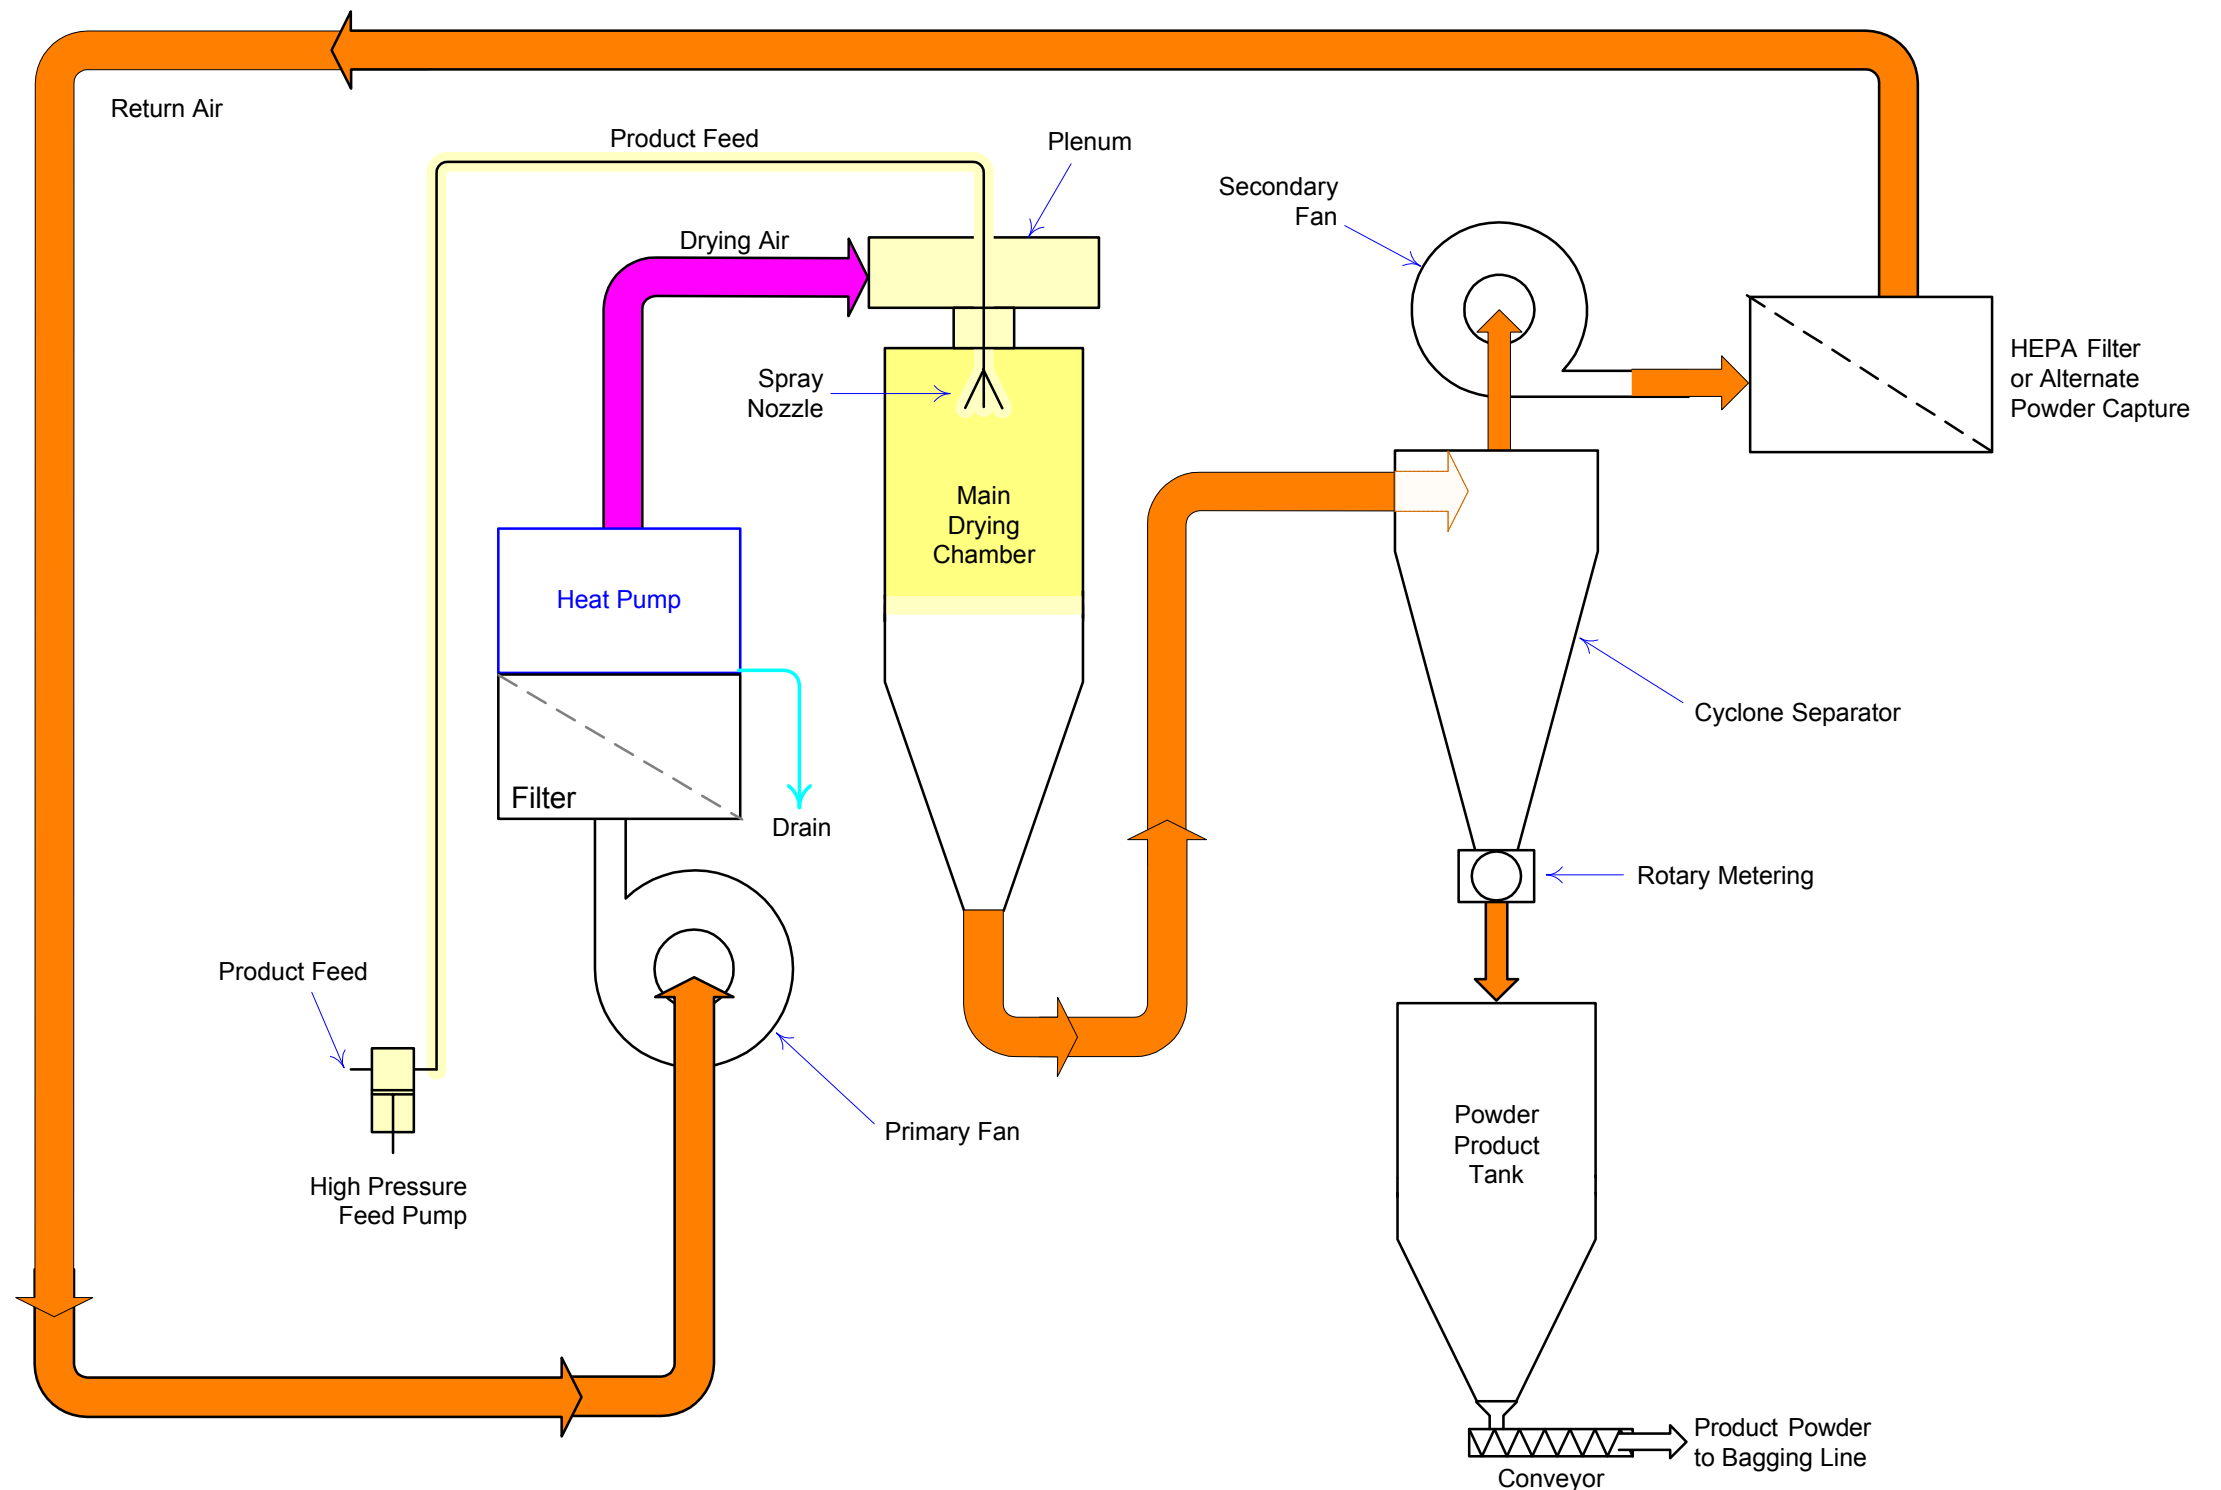 Return Air
Product Feed
Plenum
Secondary
Fan
Drying Air
HEPA Filter
or Alternate
Powder Capture
Spray
Nozzle
Main
Drying
Chamber
Heat Pump
Cyclone Separator
Filter
Drain
Rotary Metering
Product Feed
Primary Fan
Powder
Product
Tank
High Pressure
Feed Pump
Product Powder
to Bagging Line
Conveyor